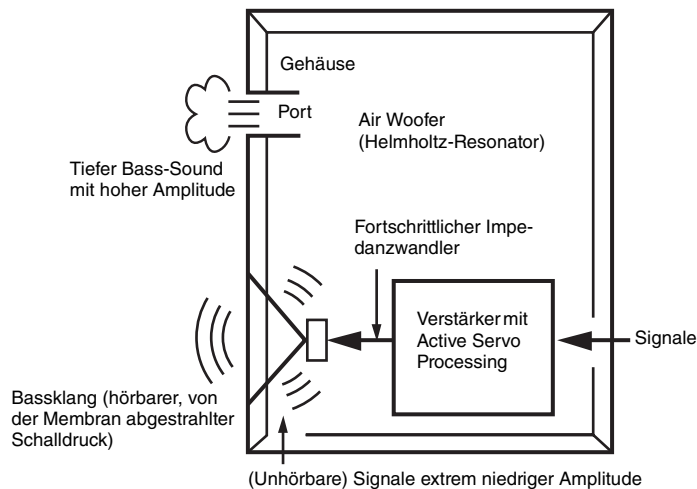 Gehäuse
Port
Air Woofer
(Helmholtz-Resonator)
Tiefer Bass-Sound
mit hoher Amplitude
Fortschrittlicher Impe-
danzwandler
Verstärker mit
Active Servo
Processing
Signale
Bassklang (hörbarer, von
der Membran abgestrahlter
Schalldruck)
(Unhörbare) Signale extrem niedriger Amplitude